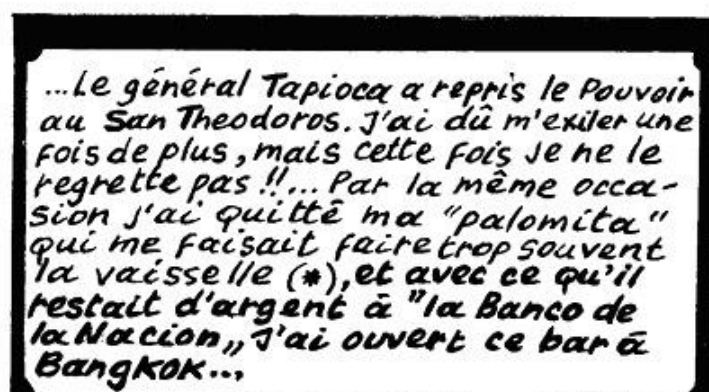 ...Le général Tapioca a repris le Pouvoir
au San Theodoros. J'ai dû m'exiler une
fois de plus, mais cette fois je ne le
regrette pas !!... Par la même occa-
sion j'ai quitté ma "palomita"
qui me faisait faire trop souvent
la vaisselle (*), et avec ce qu'il
restait d'argent à "la Banco de
la Nacion„ J'ai ouvert ce bar à
Bangkok...